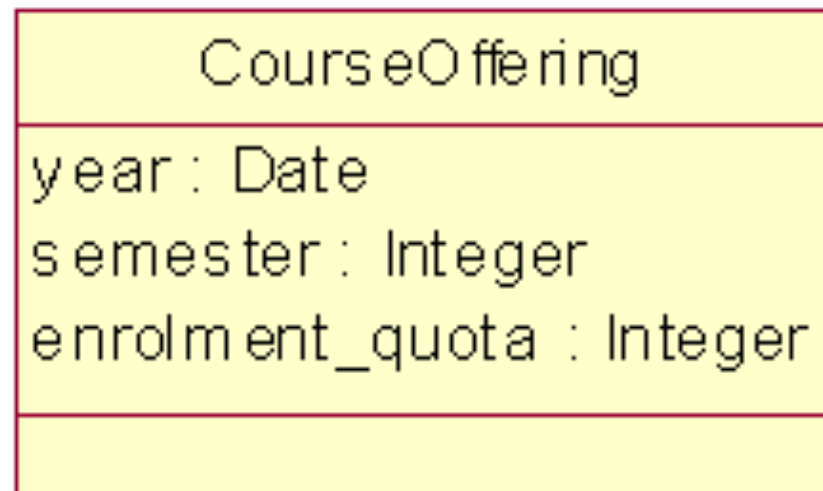 CourseOffering
year : Date
semester : Integer
enrolment_quota : Integer